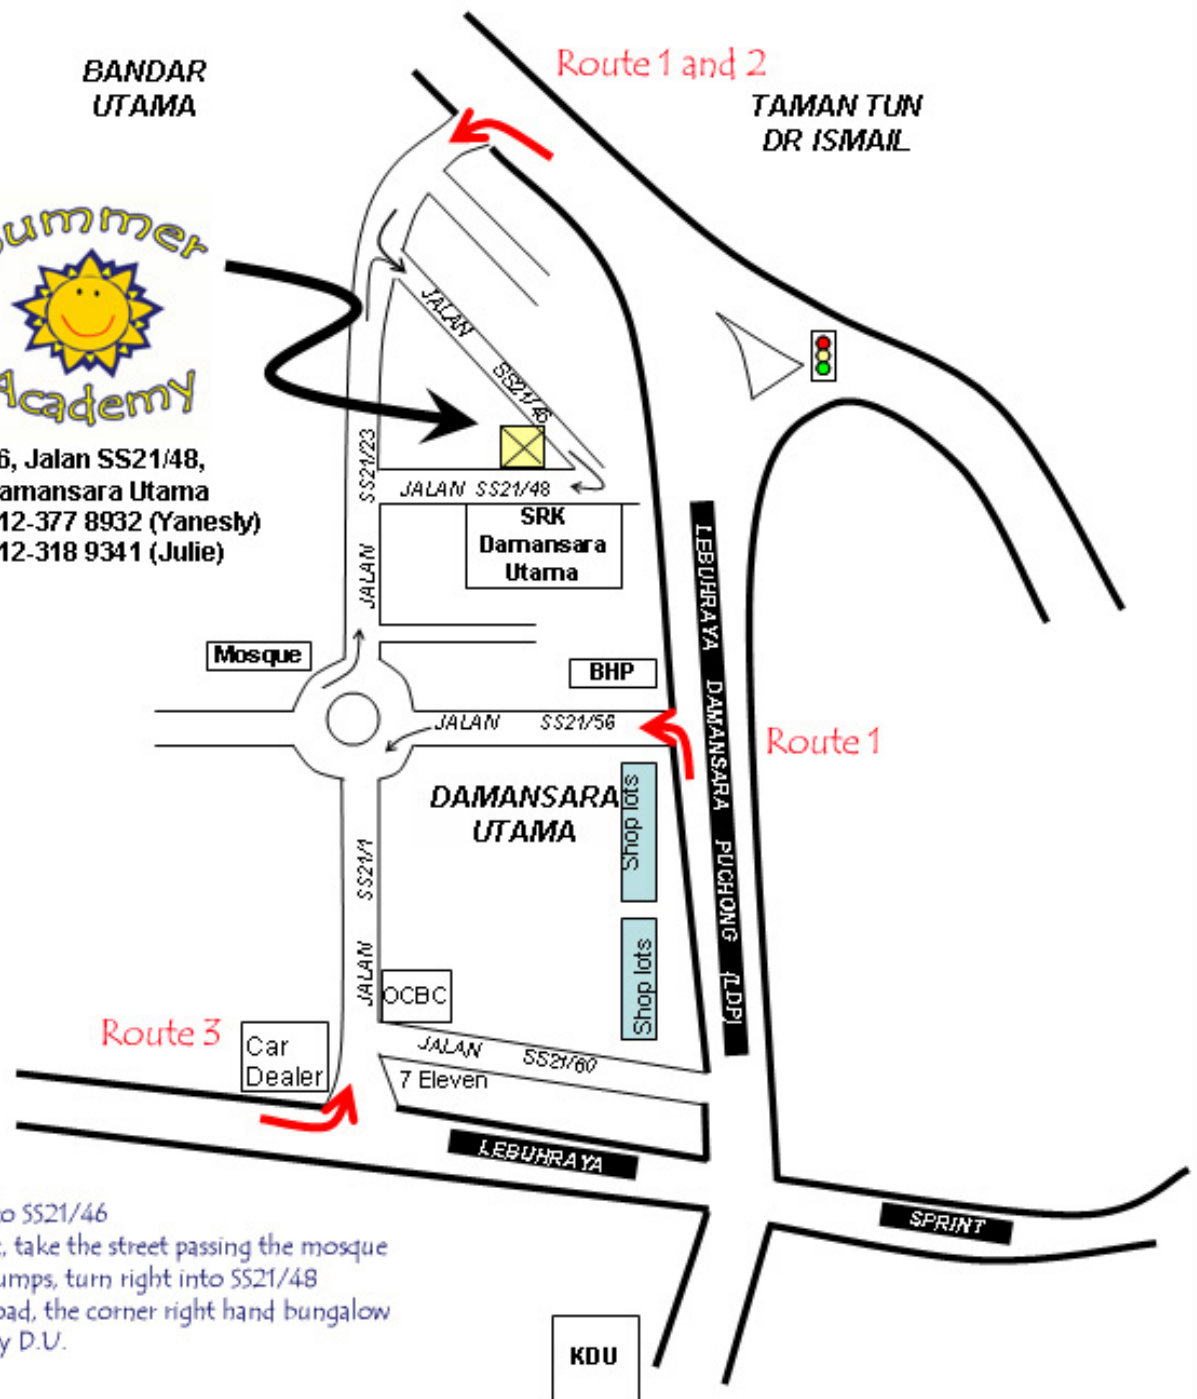 BANDAR
UTAMA
Route 1 and 2
TAMAN TUN
DR ISMAIL
Summer
Academy
6, Jalan SS21/48,
amansara Utama
12-377 8932 (Yanesly)
12-318 9341 (Julie)
JALAN SS21/46
JALAN SS21/23
JALAN SS21/48
SRK
Damansara
Utama
LEBUHRAYA DAMANSARA PUCHONG (LDP)
Mosque
BHP
JALAN SS21/56
Route 1
DAMANSARA
UTAMA
Shop lots
JALAN SS21/1
Shop lots
OCBC
Route 3
Car
Dealer
JALAN SS21/60
7 Eleven
LEBUHRAYA
SPRINT
o SS21/46
, take the street passing the mosque
umps, turn right into SS21/48
oad, the corner right hand bungalow
y D.U.
KDU